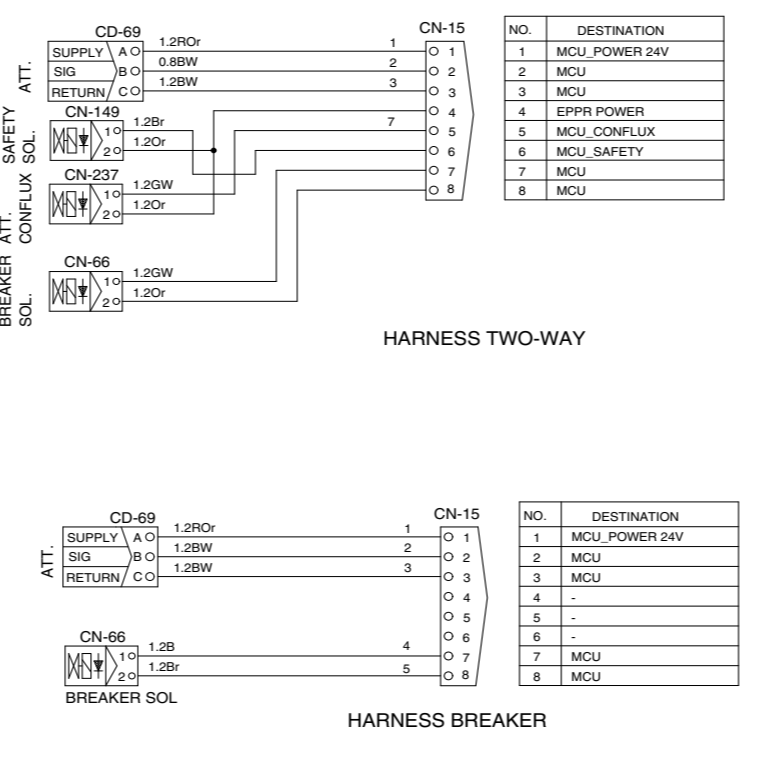 CD-69
SUPPLY A 1.2ROr 1
SIG B 0.8BW 2
RETURN C 1.2BW 3
ATT.
CN-149
1 1.2Br 7
2 1.2Or
SAFETY SOL.
CN-237
1 1.2GW
2 1.2Or
ATT. CONFLUX
CN-66
1 1.2GW
2 1.2Or
BREAKER SOL.
CN-15
1
2
3
4
5
6
7
8
NO. DESTINATION
1 MCU_POWER 24V
2 MCU
3 MCU
4 EPPR POWER
5 MCU_CONFLUX
6 MCU_SAFETY
7 MCU
8 MCU
HARNESS TWO-WAY
CD-69
SUPPLY A 1.2ROr 1
SIG B 1.2BW 2
RETURN C 1.2BW 3
ATT.
CN-66
1 1.2B 4
2 1.2Br 5
BREAKER SOL
CN-15
1
2
3
4
5
6
7
8
NO. DESTINATION
1 MCU_POWER 24V
2 MCU
3 MCU
4 -
5 -
6 -
7 MCU
8 MCU
HARNESS BREAKER